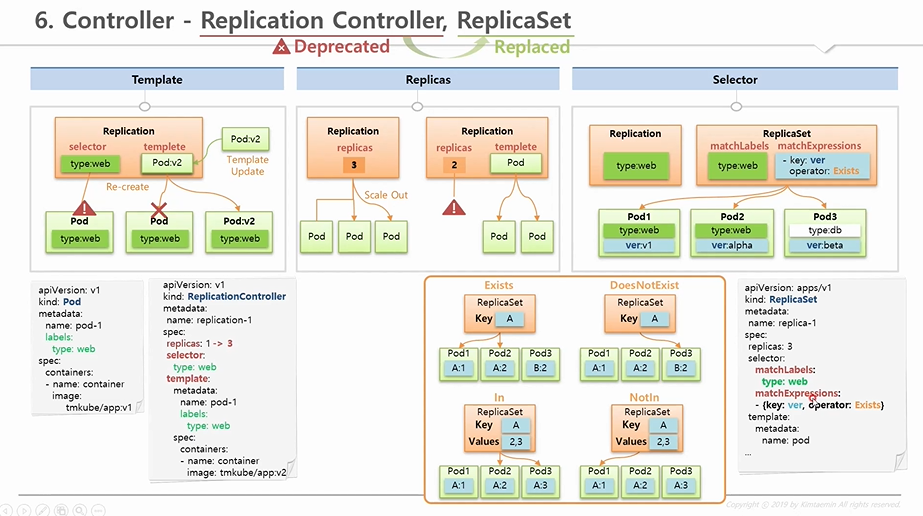 6. Controller - Replication Controller, ReplicaSet
Deprecated
Replaced
Template
Replication
selector
templete
type:web
Pod:v2
Pod:v2
Template
Update
Re-create
Pod
type:web
Pod
type:web
Pod:v2
type:web
Replicas
Replication
replicas
3
Scale Out
Pod
Pod
Pod
Replication
replicas
templete
2
Pod
Pod
Pod
Selector
Replication
type:web
ReplicaSet
matchLabels
matchExpressions
type:web
- key: ver
operator: Exists
Pod1
type:web
ver:v1
Pod2
type:web
ver:alpha
Pod3
type:db
ver:beta
apiVersion: v1
kind: Pod
metadata:
name: pod-1
labels:
type: web
spec:
containers:
- name: container
image:
tmkube/app:v1
apiVersion: v1
kind: ReplicationController
metadata:
name: replication-1
spec:
replicas: 1 -> 3
selector:
type: web
template:
metadata:
name: pod-1
labels:
type: web
spec:
containers:
- name: container
image: tmkube/app:v2
Exists
ReplicaSet
Key A
Pod1
A:1
Pod2
A:2
Pod3
B:2
DoesNotExist
ReplicaSet
Key A
Pod1
A:1
Pod2
A:2
Pod3
B:2
In
ReplicaSet
Key A
Values 2,3
Pod1
A:1
Pod2
A:2
Pod3
A:3
NotIn
ReplicaSet
Key A
Values 2,3
Pod1
A:1
Pod2
A:2
Pod3
A:3
apiVersion: apps/v1
kind: ReplicaSet
metadata:
name: replica-1
spec:
replicas: 3
selector:
matchLabels:
type: web
matchExpressions:
- {key: ver, operator: Exists}
template:
metadata:
name: pod
...
Copyright ⓒ 2019 by Kimtaemin All rights reserved.